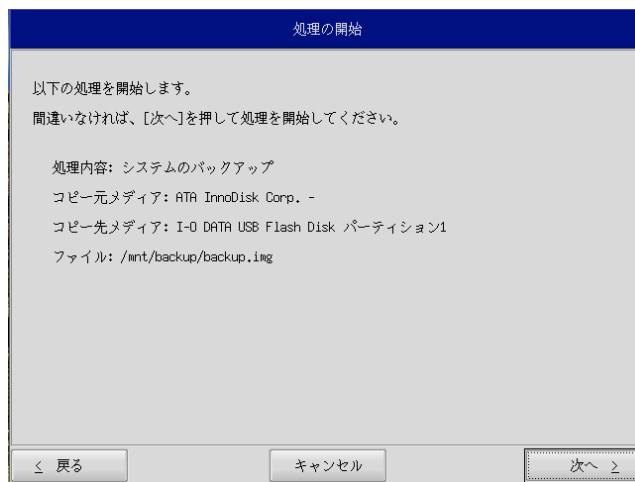 処理の開始
以下の処理を開始します。
間違いなければ、[次へ]を押して処理を開始してください。
処理内容: システムのバックアップ
コピー元メディア: ATA InnoDisk Corp. -
コピー先メディア: I-O DATA USB Flash Disk パーティション1
ファイル: /mnt/backup/backup.img
< 戻る
キャンセル
次へ >